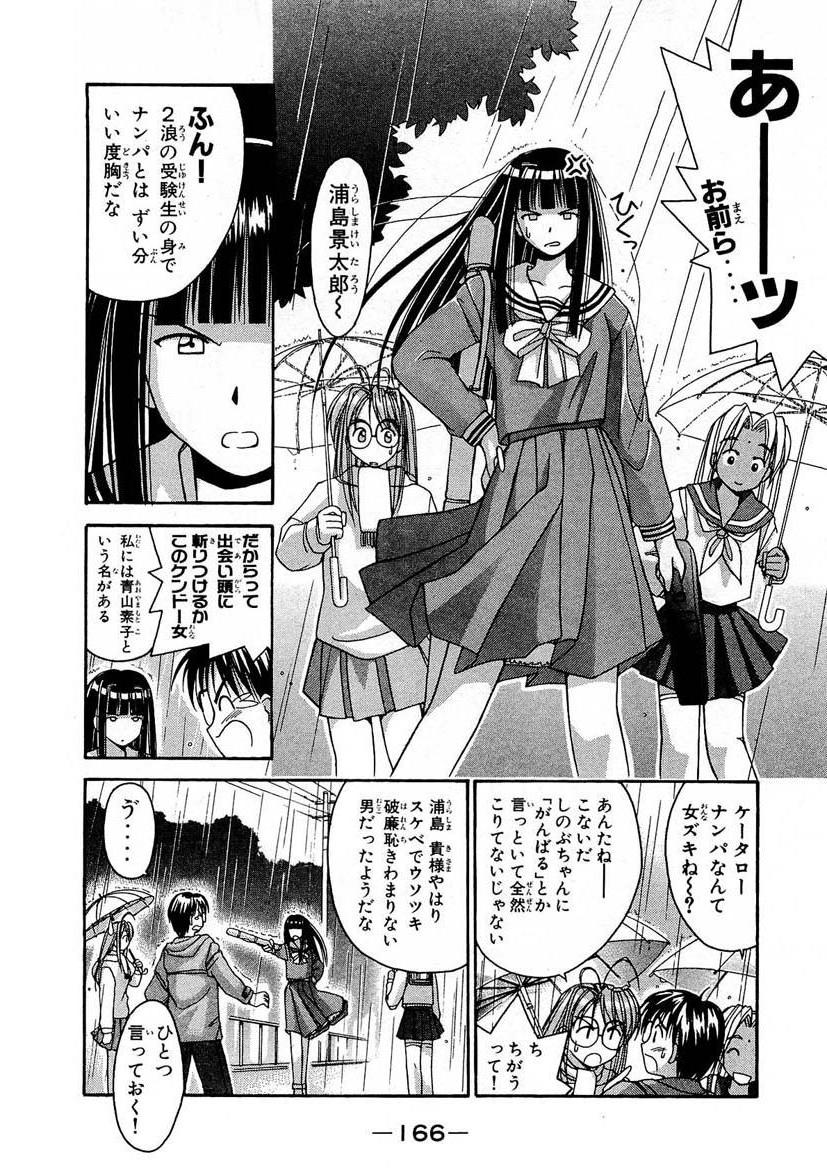 あーーッ
お前ら‥‥
ひくっ
浦島景太郎〜
ふん！
２浪の受験生の身で
ナンパとは ずい分
いい度胸だな
だからって
出会い頭に
斬りつけるか
このケンドー女
私には青山素子と
いう名がある
ケータロー
ナンパなんて
女ズキね〜？
あんたねー
こないだ
しのぶちゃんに
「がんばる」とか
言っといて全然
こりてないじゃない
ち
ちがう
って！
浦島 貴様やはり
スケベでウソツキ
破廉恥きわまりない
男だったようだな
う゛‥‥
ひとつ
言っておく！
―166―